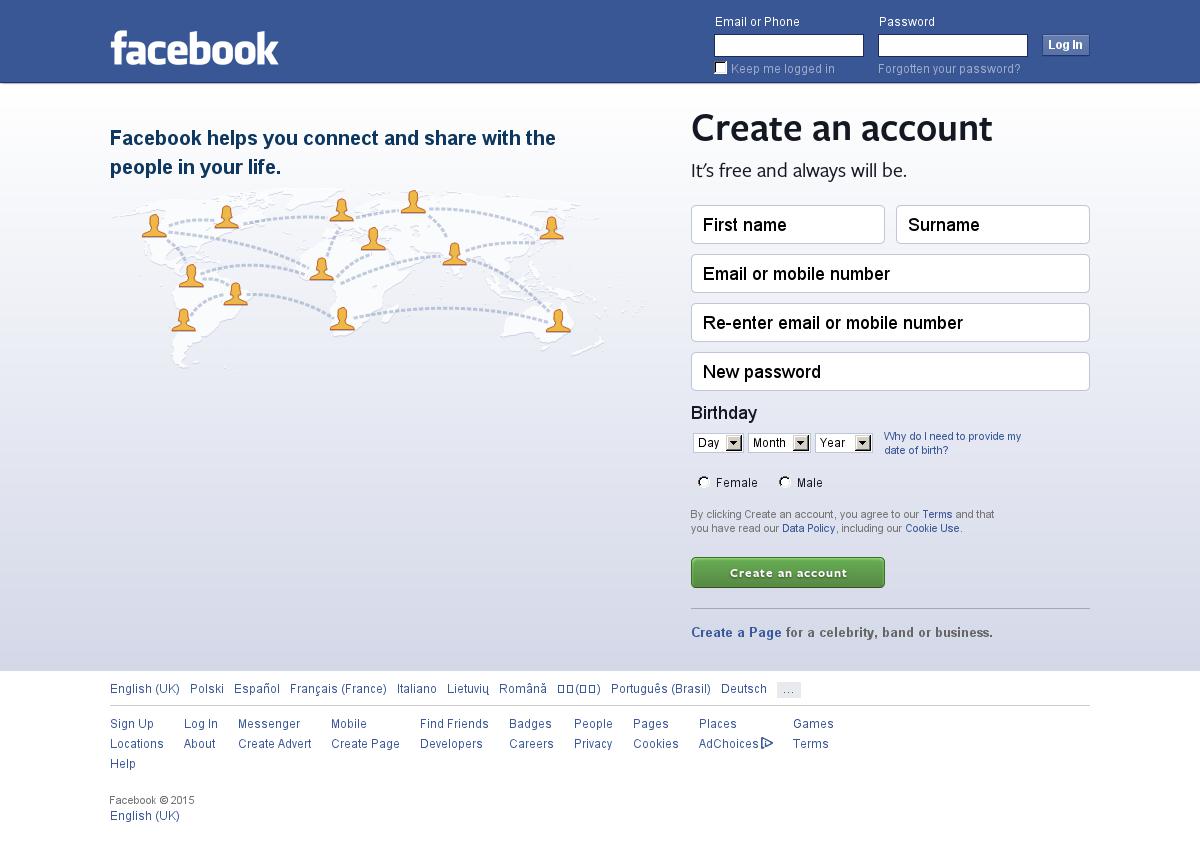 facebook
Email or Phone
Password
Log In
Keep me logged in
Forgotten your password?
Facebook helps you connect and share with the
people in your life.
Create an account
It's free and always will be.
First name
Surname
Email or mobile number
Re-enter email or mobile number
New password
Birthday
Day
Month
Year
Why do I need to provide my
date of birth?
Female
Male
By clicking Create an account, you agree to our Terms and that
you have read our Data Policy, including our Cookie Use.
Create an account
Create a Page for a celebrity, band or business.
English (UK) Polski Español Français (France) Italiano Lietuvių Română Português (Brasil) Deutsch ...
Sign Up Log In Messenger Mobile Find Friends Badges People Pages Places Games
Locations About Create Advert Create Page Developers Careers Privacy Cookies AdChoices Terms
Help
Facebook © 2015
English (UK)